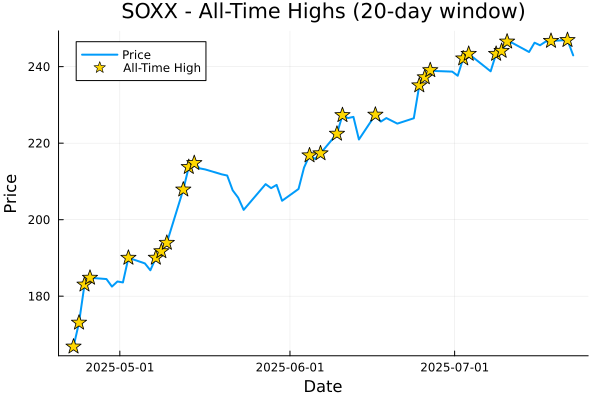 SOXX - All-Time Highs (20-day window)
Price
All-Time High
240
220
200
180
Price
2025-05-01
2025-06-01
2025-07-01
Date